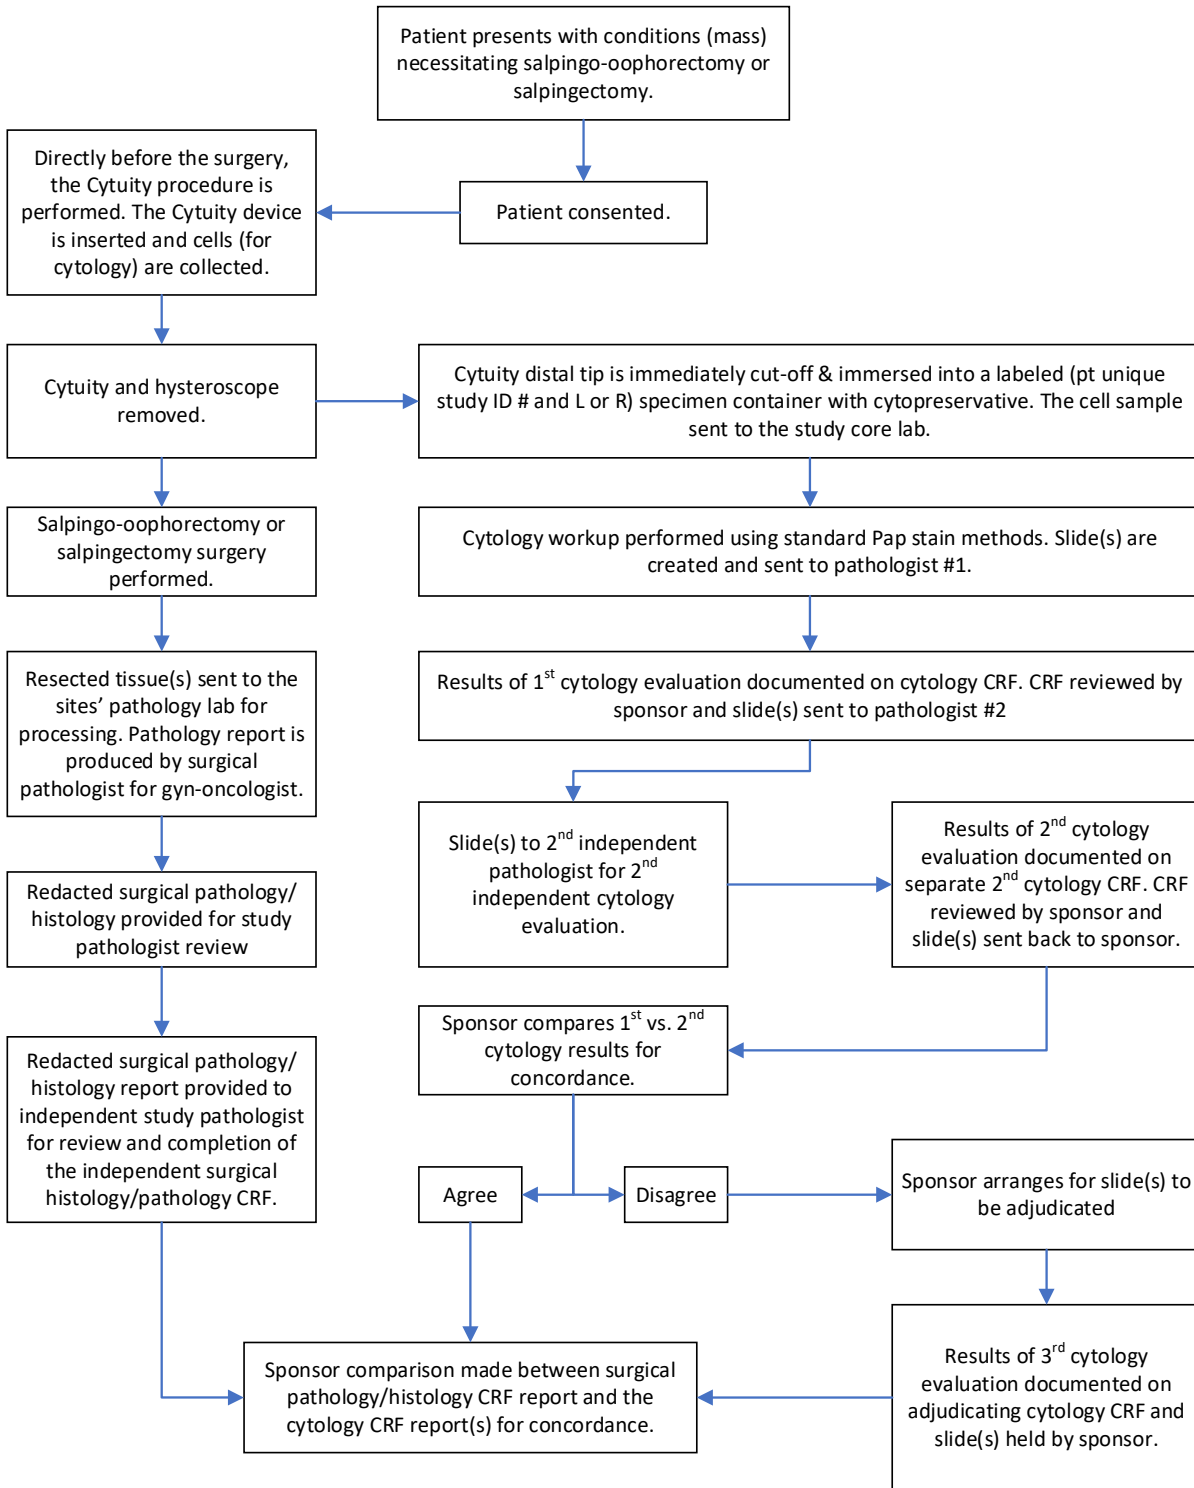 Patient presents with conditions (mass)
necessitating salpingo-oophorectomy or
salpingectomy.
Directly before the surgery,
the Cytuity procedure is
performed. The Cytuity device
is inserted and cells (for
cytology) are collected.
Patient consented.
Cytuity and hysteroscope
removed.
Cytuity distal tip is immediately cut-off & immersed into a labeled (pt unique
study ID # and L or R) specimen container with cytopreservative. The cell sample
sent to the study core lab.
Salpingo-oophorectomy or
salpingectomy surgery
performed.
Cytology workup performed using standard Pap stain methods. Slide(s) are
created and sent to pathologist #1.
Resected tissue(s) sent to the
sites’ pathology lab for
processing. Pathology report is
produced by surgical
pathologist for gyn-oncologist.
Results of 1st cytology evaluation documented on cytology CRF. CRF reviewed by
sponsor and slide(s) sent to pathologist #2
Slide(s) to 2nd independent
pathologist for 2nd
independent cytology
evaluation.
Results of 2nd cytology
evaluation documented on
separate 2nd cytology CRF. CRF
reviewed by sponsor and
slide(s) sent back to sponsor.
Redacted surgical pathology/
histology provided for study
pathologist review
Sponsor compares 1st vs. 2nd
cytology results for
concordance.
Redacted surgical pathology/
histology report provided to
independent study pathologist
for review and completion of
the independent surgical
histology/pathology CRF.
Agree
Disagree
Sponsor arranges for slide(s) to
be adjudicated
Sponsor comparison made between surgical
pathology/histology CRF report and the
cytology CRF report(s) for concordance.
Results of 3rd cytology
evaluation documented on
adjudicating cytology CRF and
slide(s) held by sponsor.